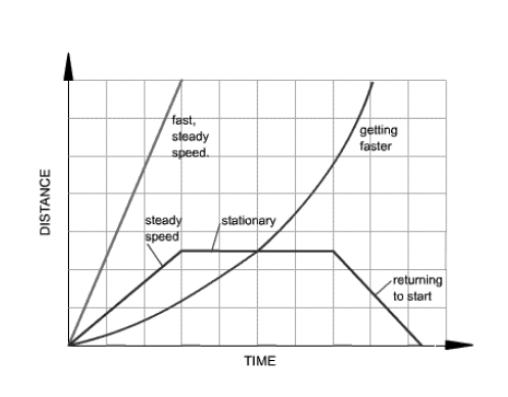 fast,
steady
speed.
getting
faster
steady
speed
stationary
returning
to start
DISTANCE
TIME